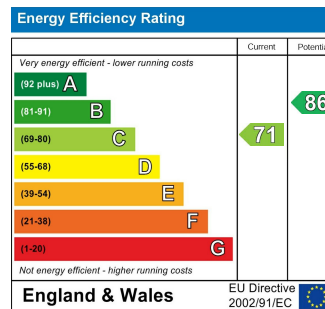 Energy Efficiency Rating
Current Potentia
Very energy efficient - lower running costs
(92 plus) A
(81-91) B
(69-80) C
(55-68) D
(39-54) E
(21-38) F
(1-20) G
71
86
Not energy efficient - higher running costs
England & Wales
EU Directive
2002/91/EC